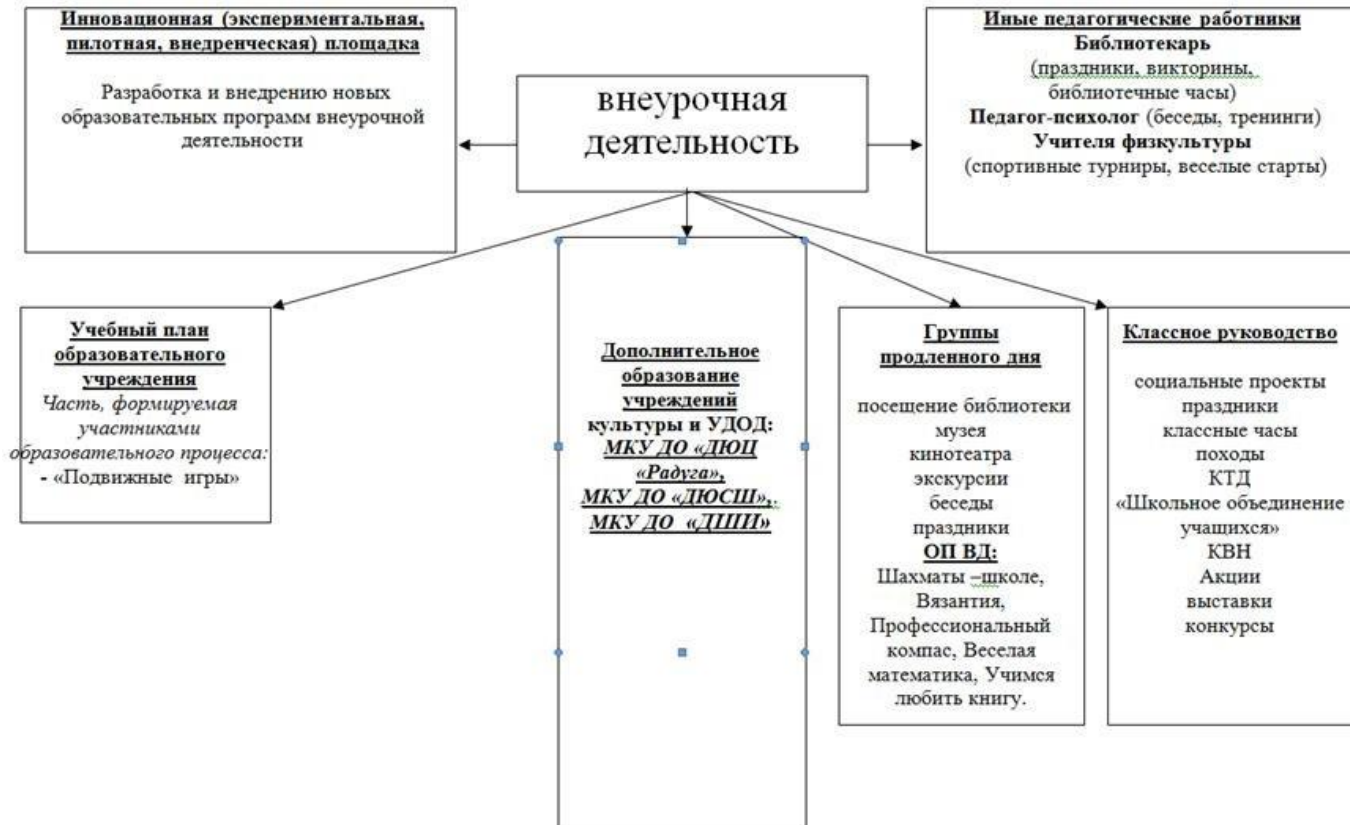 Инновационная (экспериментальная,
пилотная, внедренческая) площадка
Разработка и внедрению новых
образовательных программ внеурочной
деятельности
внеурочная
деятельность
Иные педагогические работники
Библиотекарь
(праздники, викторины,
библиотечные часы)
Педагог-психолог (беседы, тренинги)
Учителя физкультуры
(спортивные турниры, веселые старты)
Учебный план
образовательного
учреждения
Часть, формируемая
участниками
образовательного процесса:
- «Подвижные игры»
Дополнительное
образование
учреждений
культуры и УДОД:
МКУ ДО «ДЮЦ
«Радуга»,
МКУ ДО «ДЮСШ»,.
МКУ ДО «ДШИ»
Группы
продленного дня
посещение библиотеки
музея
кинотеатра
экскурсии
беседы
праздники
ОП ВД:
Шахматы –школе,
Вязантия,
Профессиональный
компас, Веселая
математика, Учимся
любить книгу.
Классное руководство
социальные проекты
праздники
классные часы
походы
КТД
«Школьное объединение
учащихся»
КВН
Акции
выставки
конкурсы